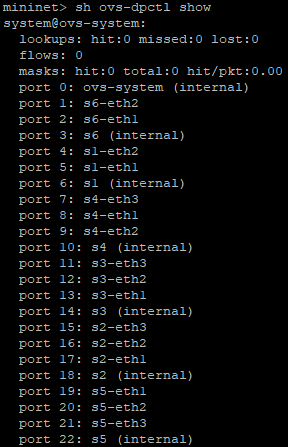 mininet> sh ovs-dpctl show
system@ovs-system:
  lookups: hit:0 missed:0 lost:0
  flows: 0
  masks: hit:0 total:0 hit/pkt:0.00
  port 0: ovs-system (internal)
  port 1: s6-eth2
  port 2: s6-eth1
  port 3: s6 (internal)
  port 4: s1-eth2
  port 5: s1-eth1
  port 6: s1 (internal)
  port 7: s4-eth3
  port 8: s4-eth1
  port 9: s4-eth2
  port 10: s4 (internal)
  port 11: s3-eth3
  port 12: s3-eth2
  port 13: s3-eth1
  port 14: s3 (internal)
  port 15: s2-eth3
  port 16: s2-eth2
  port 17: s2-eth1
  port 18: s2 (internal)
  port 19: s5-eth1
  port 20: s5-eth2
  port 21: s5-eth3
  port 22: s5 (internal)